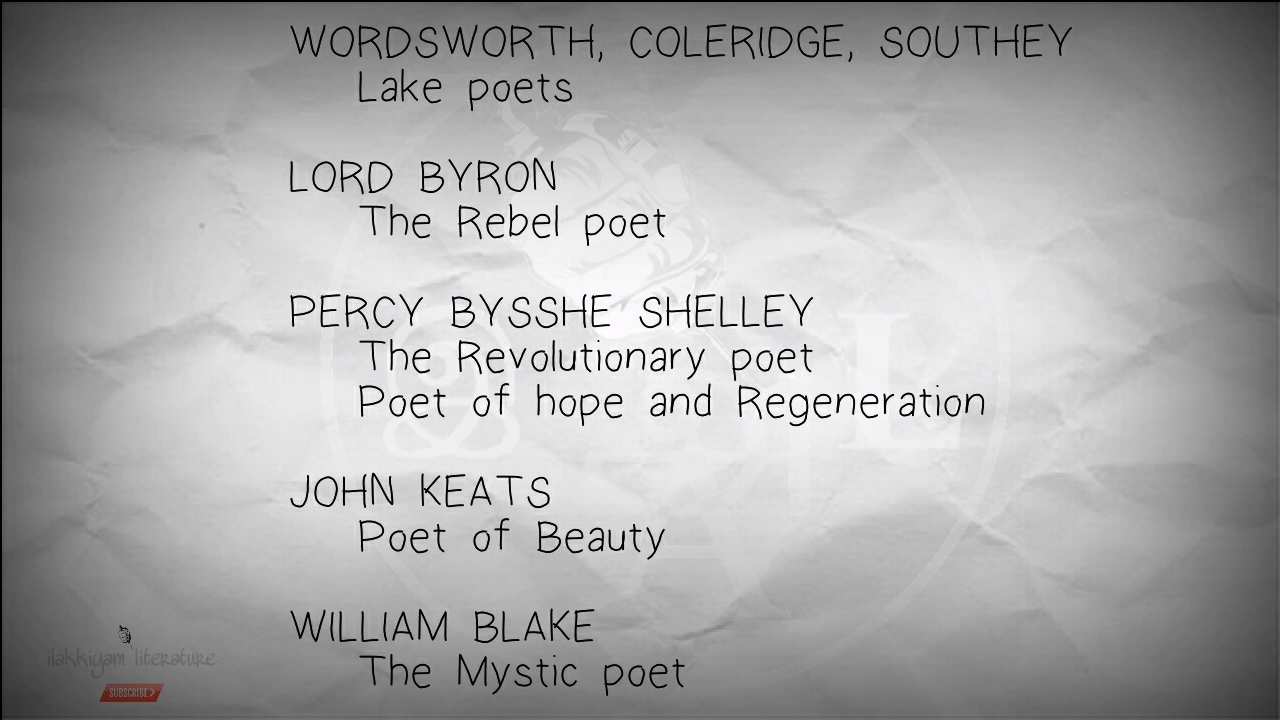 WORDSWORTH, COLERIDGE, SOUTHEY
Lake poets
LORD BYRON
The Rebel poet
PERCY BYSSHE SHELLEY
The Revolutionary poet
Poet of hope and Regeneration
JOHN KEATS
Poet of Beauty
WILLIAM BLAKE
The Mystic poet
ilakkiyam literature
SUBSCRIBE >